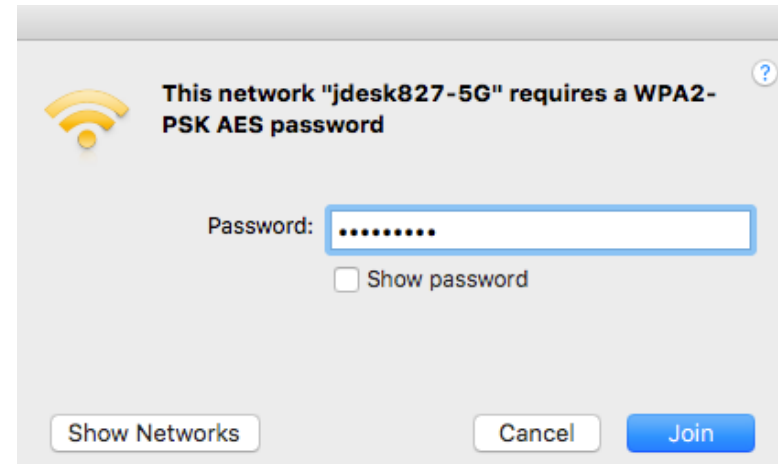 ?
This network "jdesk827-5G" requires a WPA2-
PSK AES password
Password: •••••••••
Show password
Show Networks
Cancel
Join